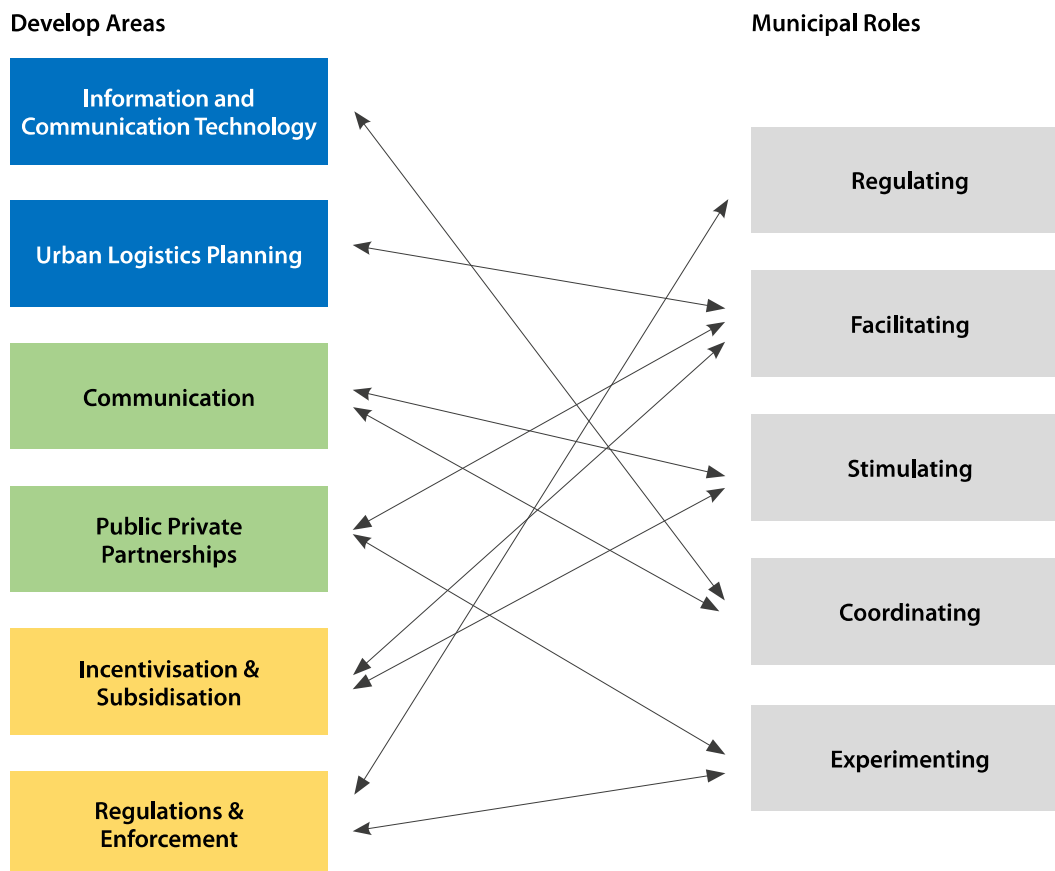 Develop Areas
Municipal Roles
Information and
Communication Technology
Urban Logistics Planning
Communication
Public Private
Partnerships
Incentivisation &
Subsidisation
Regulations &
Enforcement
Regulating
Facilitating
Stimulating
Coordinating
Experimenting